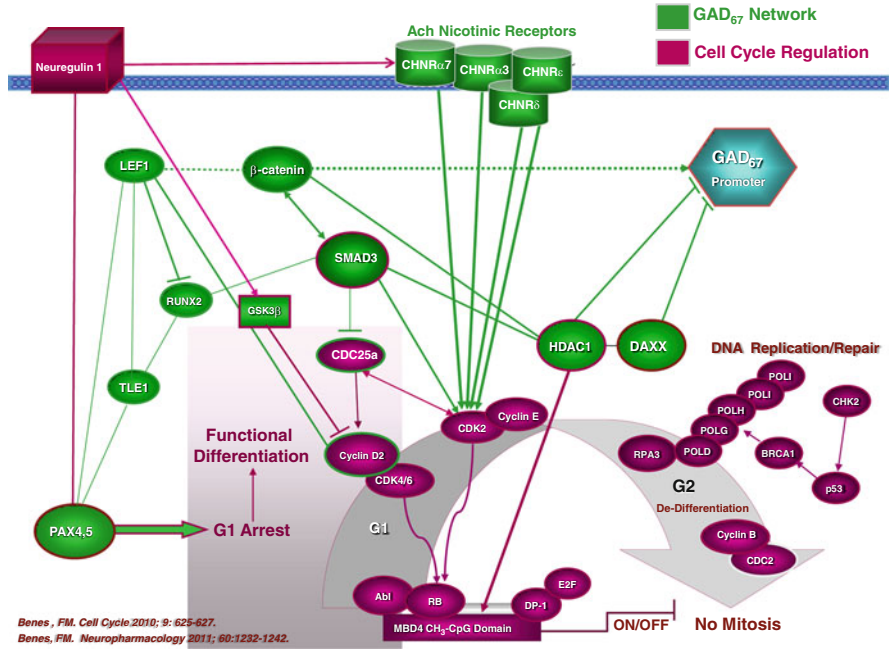 GAD67 Network
Cell Cycle Regulation
Ach Nicotinic Receptors
Neuregulin 1
CHNRα7
CHNRα3
CHNRε
CHNRδ
LEF1
β-catenin
GAD67
Promoter
SMAD3
RUNX2
GSK3β
CDC25a
HDAC1
DAXX
TLE1
DNA Replication/Repair
POLI
POLI
POLH
POLG
POLD
RPA3
CHK2
BRCA1
p53
CDK2
Cyclin E
Functional
Differentiation
Cyclin D2
CDK4/6
G2
De-Differentiation
G1
PAX4,5
G1 Arrest
Cyclin B
CDC2
Abl
RB
DP-1
E2F
MBD4 CH3-CpG Domain
ON/OFF
No Mitosis
Benes , FM. Cell Cycle 2010; 9: 625-627.
Benes, FM. Neuropharmacology 2011; 60:1232-1242.